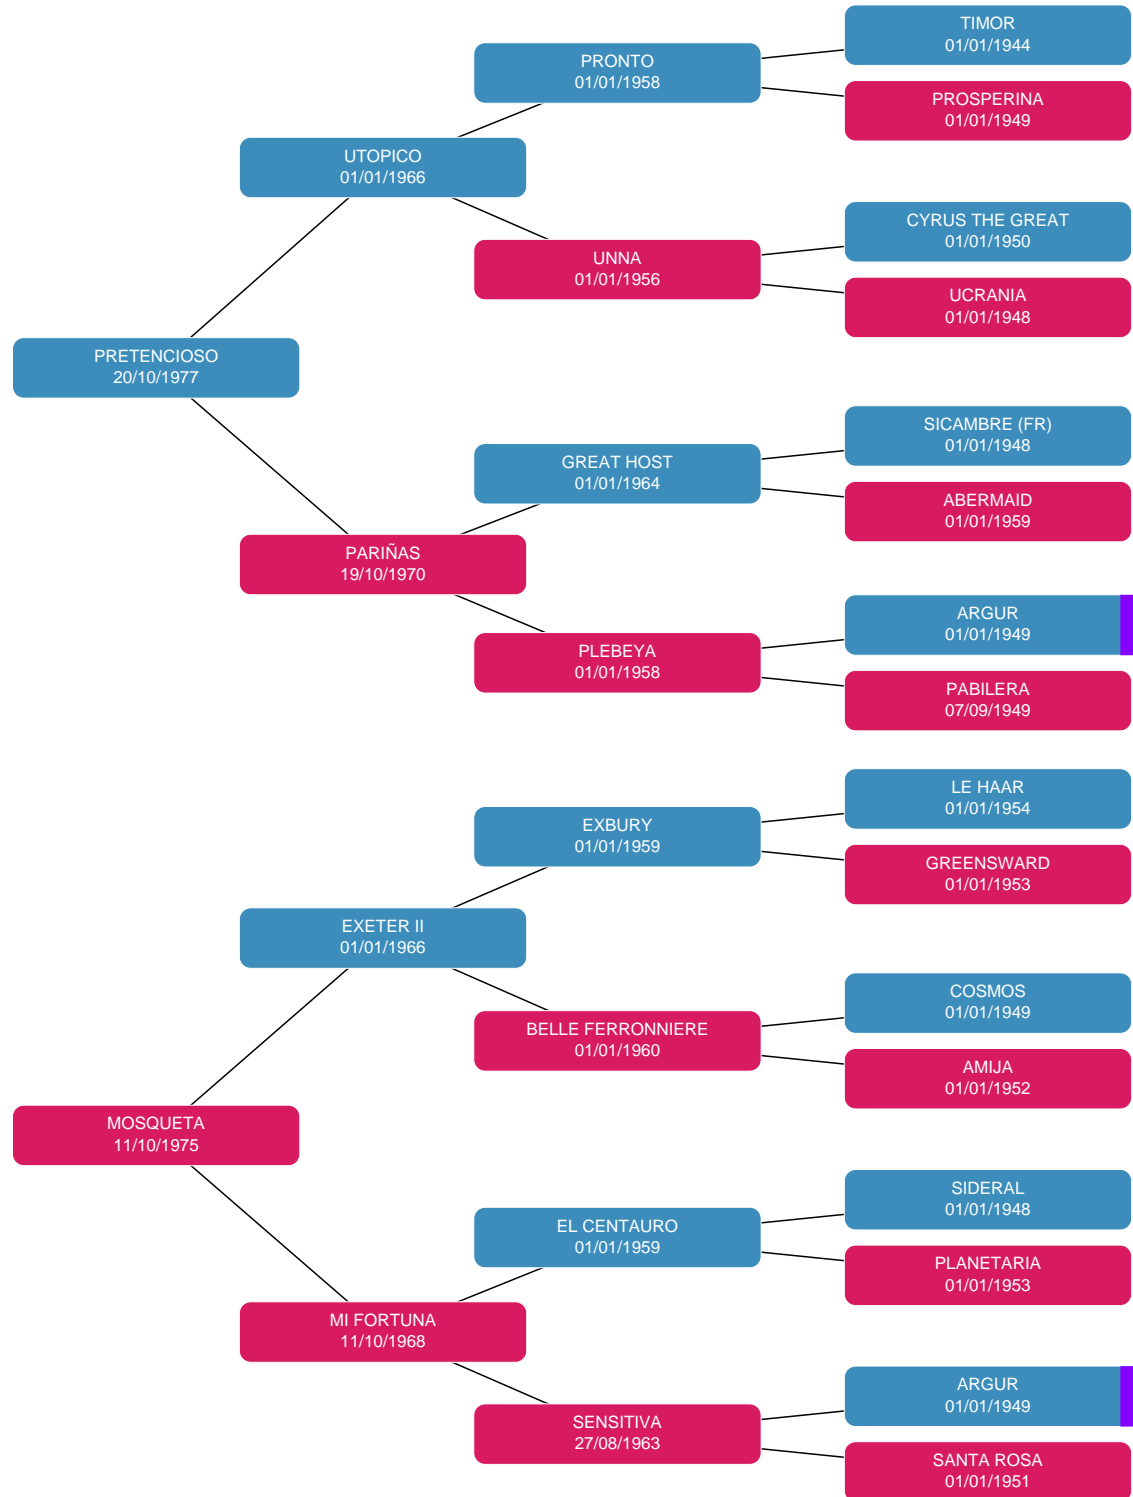 TIMOR
01/01/1944
PRONTO
01/01/1958
PROSPERINA
01/01/1949
UTOPICO
01/01/1966
CYRUS THE GREAT
01/01/1950
UNNA
01/01/1956
UCRANIA
01/01/1948
PRETENCIOSO
20/10/1977
SICAMBRE (FR)
01/01/1948
GREAT HOST
01/01/1964
ABERMAID
01/01/1959
PARIÑAS
19/10/1970
ARGUR
01/01/1949
PLEBEYA
01/01/1958
PABILERA
07/09/1949
LE HAAR
01/01/1954
EXBURY
01/01/1959
GREENSWARD
01/01/1953
EXETER II
01/01/1966
COSMOS
01/01/1949
BELLE FERRONNIERE
01/01/1960
AMIJA
01/01/1952
MOSQUETA
11/10/1975
SIDERAL
01/01/1948
EL CENTAURO
01/01/1959
PLANETARIA
01/01/1953
MI FORTUNA
11/10/1968
ARGUR
01/01/1949
SENSITIVA
27/08/1963
SANTA ROSA
01/01/1951